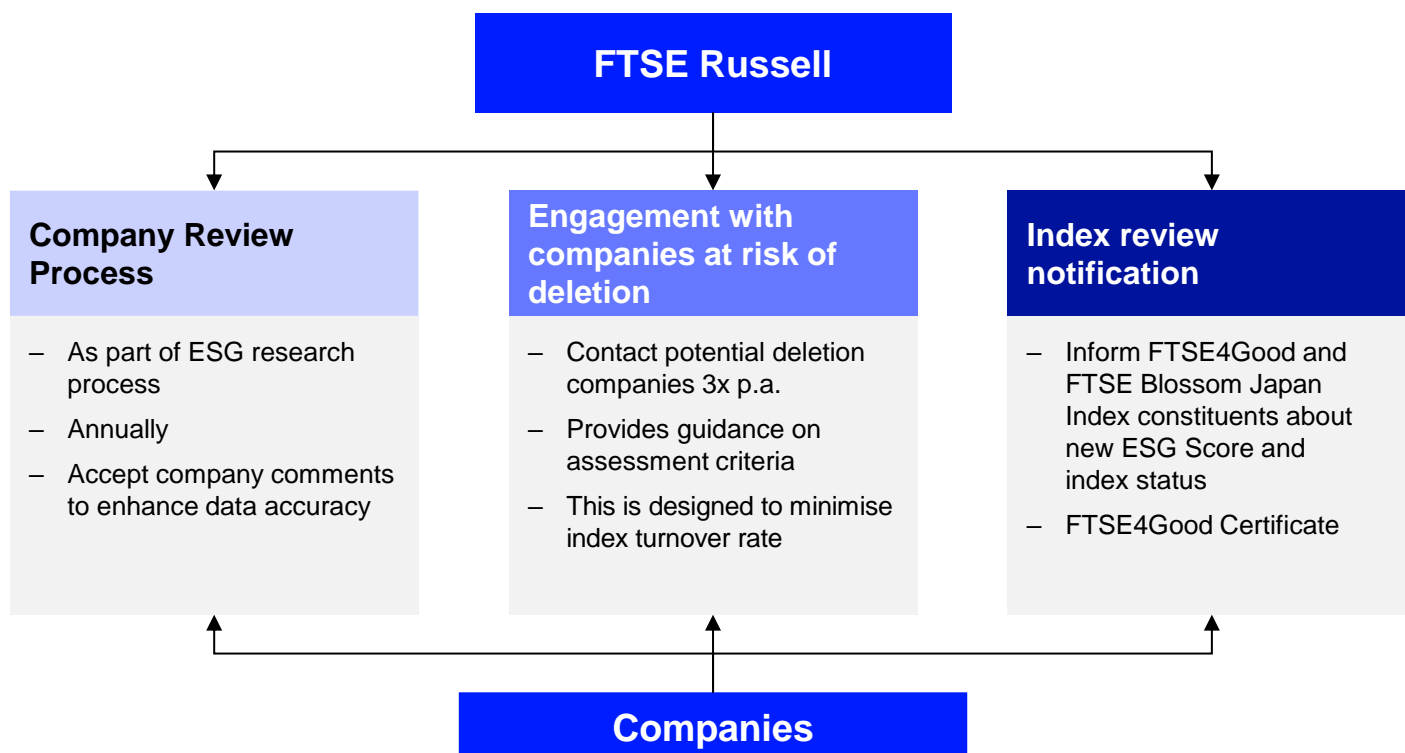 FTSE Russell
Company Review
Process
– As part of ESG research
process
– Annually
– Accept company comments
to enhance data accuracy
Engagement with
companies at risk of
deletion
– Contact potential deletion
companies 3x p.a.
– Provides guidance on
assessment criteria
– This is designed to minimise
index turnover rate
Index review
notification
– Inform FTSE4Good and
FTSE Blossom Japan
Index constituents about
new ESG Score and
index status
– FTSE4Good Certificate
Companies